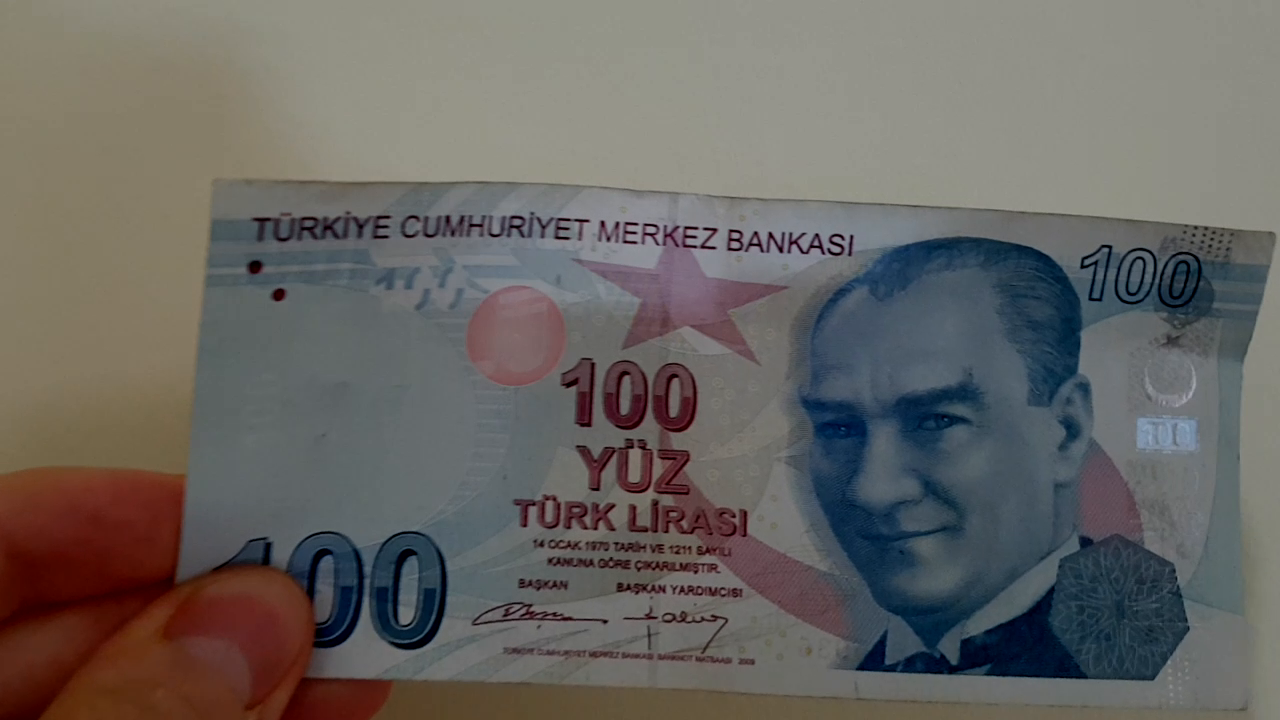 TÜRKİYE CUMHURİYET MERKEZ BANKASI
100
100
YÜZ
TÜRK LİRASI
14 OCAK 1970 TARİH VE 1211 SAYILI
KANUNA GÖRE ÇIKARILMIŞTIR.
BAŞKAN BAŞKAN YARDIMCISI
100
100
TÜRKİYE CUMHURİYET MERKEZ BANKASI BANKNOT MATBAASI 2009